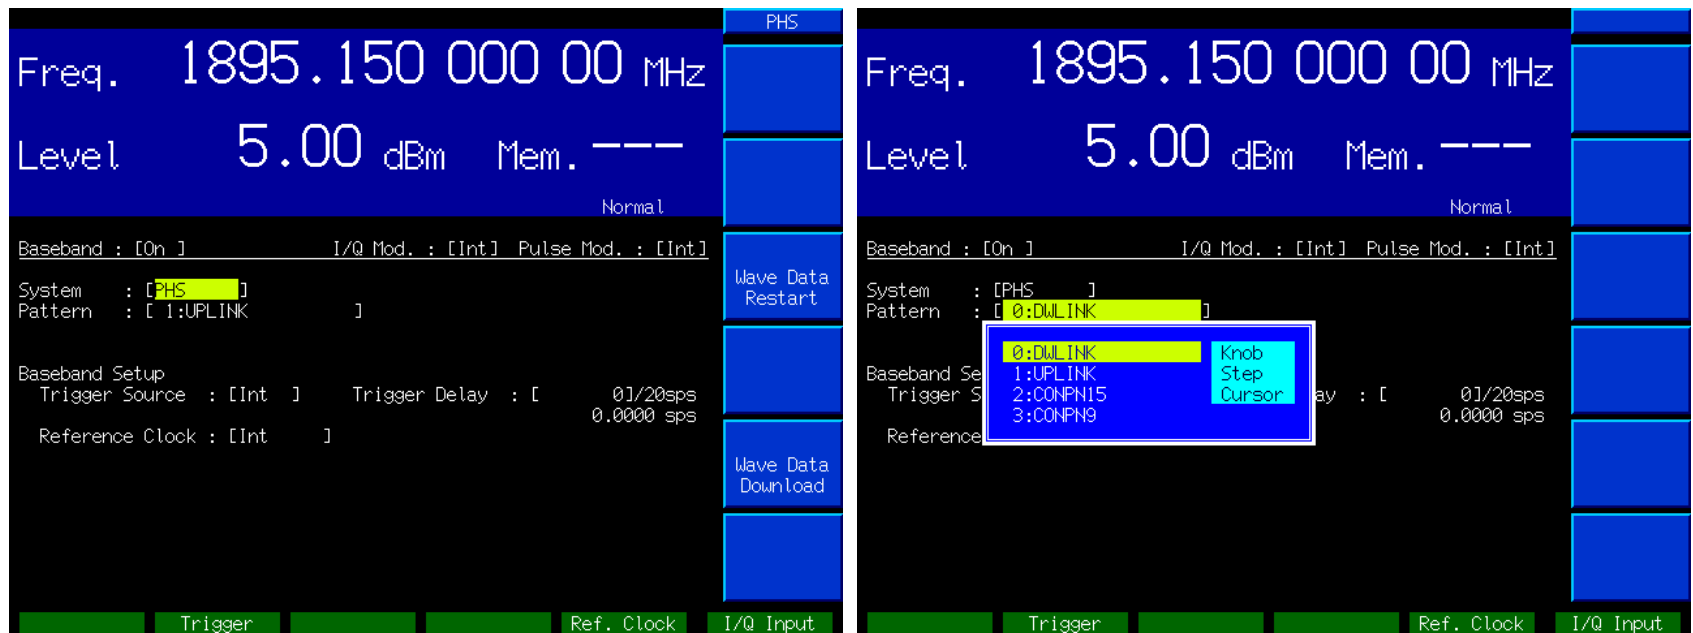 PHS
Freq. 1895.150 000 00 MHz
Level 5.00 dBm Mem. ---
Normal
Baseband : [On ] I/Q Mod. : [Int] Pulse Mod. : [Int]
System : [PHS ]
Pattern : [ 1:UPLINK ]
Baseband Setup
Trigger Source : [Int ] Trigger Delay : [ 0]/20sps
0.0000 sps
Reference Clock : [Int ]
Wave Data
Restart
Wave Data
Download
Trigger Ref. Clock I/Q Input
Freq. 1895.150 000 00 MHz
Level 5.00 dBm Mem. ---
Normal
Baseband : [On ] I/Q Mod. : [Int] Pulse Mod. : [Int]
System : [PHS ]
Pattern : [ 0:DWLINK ]
0:DWLINK Knob
1:UPLINK Step
2:CONPN15 Cursor
3:CONPN9
Baseband Se
Trigger S ay : [ 0]/20sps
0.0000 sps
Reference
Trigger Ref. Clock I/Q Input